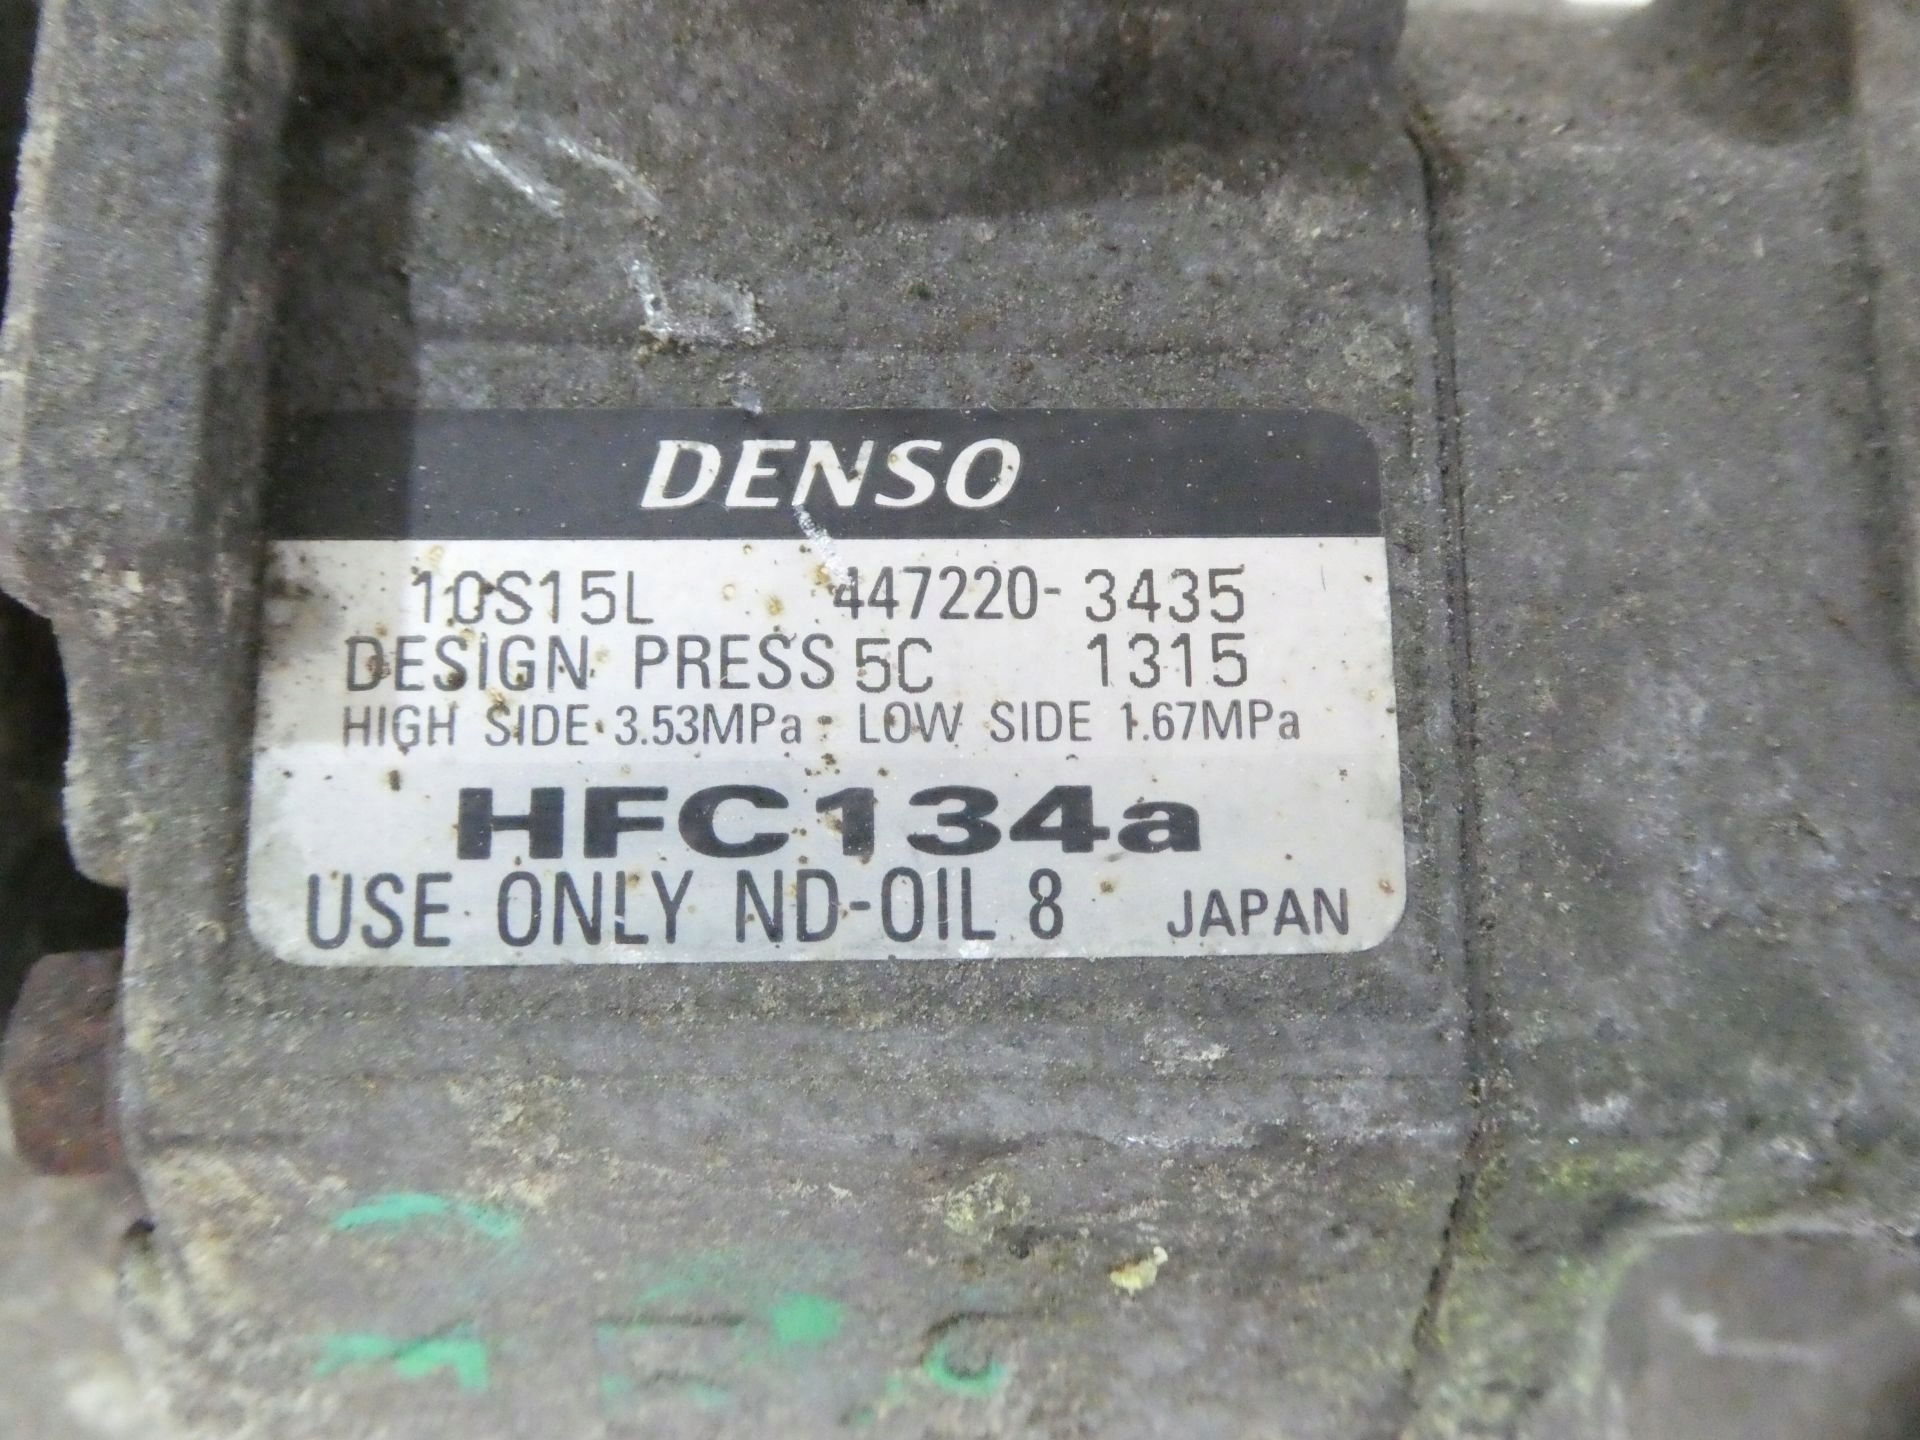 DENSO
10S15L 447220-3435
DESIGN PRESS 5C 1315
HIGH SIDE 3.53MPa LOW SIDE 1.67MPa
HFC134a
USE ONLY ND-OIL 8 JAPAN